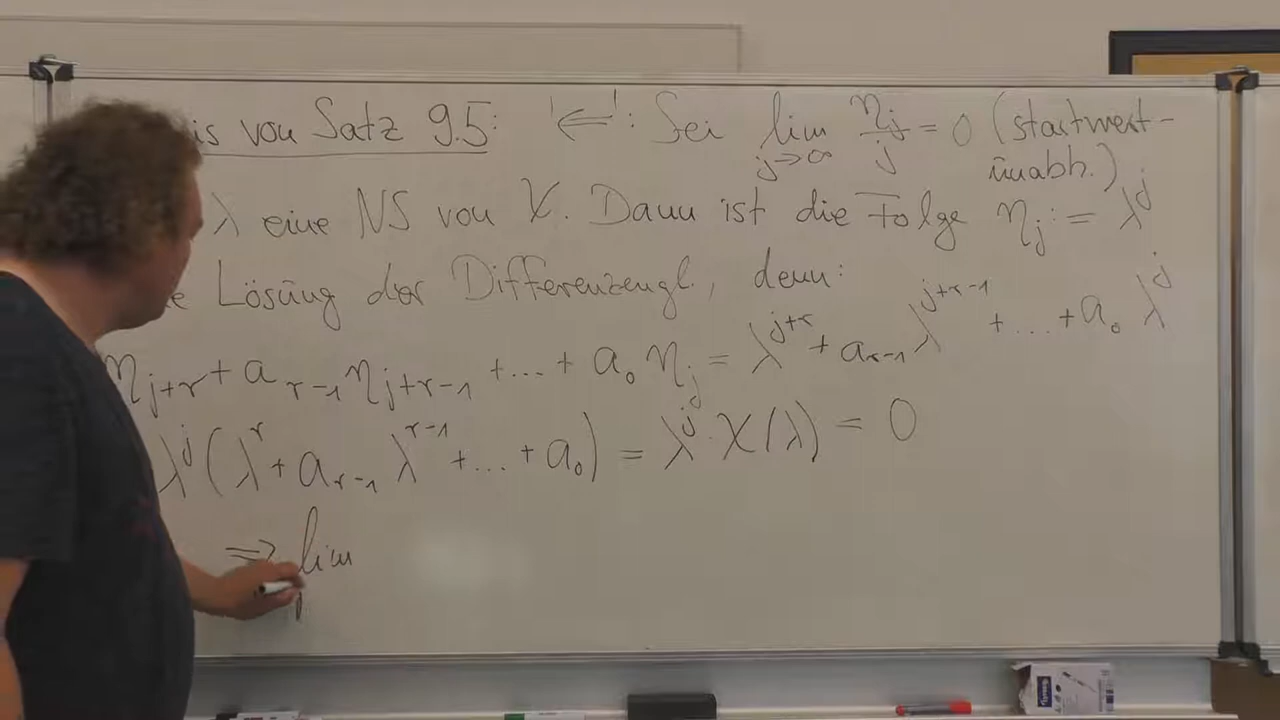 is von Satz 9.5: "⇐": Sei lim_{j→∞} η_j/j = 0 (startwert-
unabh.)
λ eine NS von χ. Dann ist die Folge η_j := λ^j
e Lösung der Differenzengl., denn:
η_{j+r} + a_{r-1} η_{j+r-1} + ... + a_0 η_j = λ^{j+r} + a_{r-1} λ^{j+r-1} + ... + a_0 λ^j
λ^j (λ^r + a_{r-1} λ^{r-1} + ... + a_0) = λ^j · χ(λ) = 0
⇒ lim